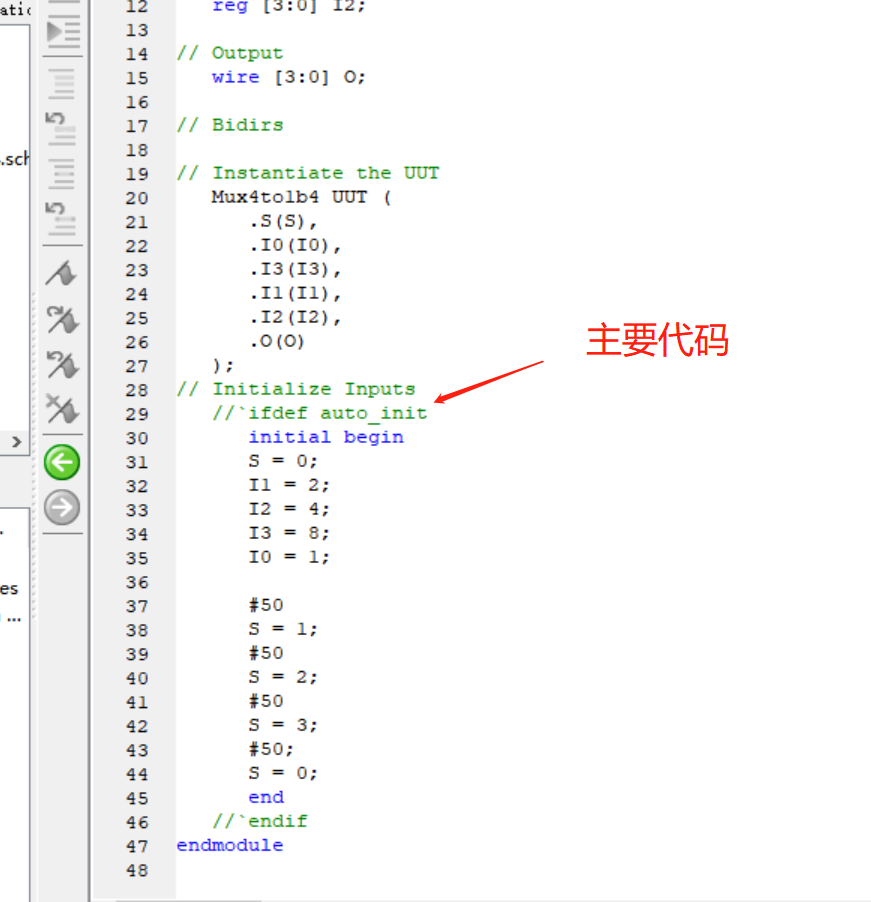 12 reg [3:0] I2;
13
14 // Output
15 wire [3:0] O;
16
17 // Bidirs
18
19 // Instantiate the UUT
20 Mux4to1b4 UUT (
21 .S(S),
22 .I0(I0),
23 .I3(I3),
24 .I1(I1),
25 .I2(I2),
26 .O(O)
27 );
28 // Initialize Inputs
29 //`ifdef auto_init
30 initial begin
31 S = 0;
32 I1 = 2;
33 I2 = 4;
34 I3 = 8;
35 I0 = 1;
36
37 #50
38 S = 1;
39 #50
40 S = 2;
41 #50
42 S = 3;
43 #50;
44 S = 0;
45 end
46 //`endif
47 endmodule
48
主要代码
.sch
es
...